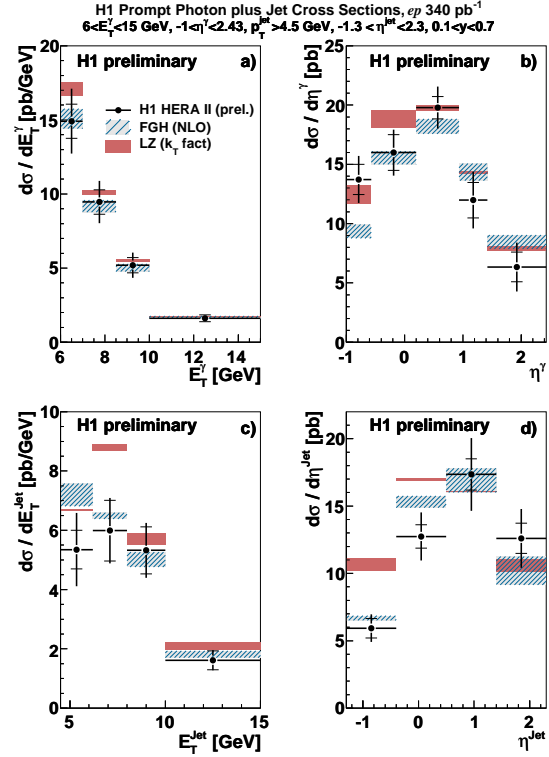 H1 Prompt Photon plus Jet Cross Sections, ep 340 pb⁻¹
6<E_T^γ<15 GeV, -1<η^γ<2.43, p_T^jet>4.5 GeV, -1.3<η^jet<2.3, 0.1<y<0.7
H1 preliminary a)
dσ / dE_T^γ [pb/GeV]
H1 HERA II (prel.)
FGH (NLO)
LZ (k_T fact)
20
15
10
5
0
6 8 10 12 14
E_T^γ [GeV]
H1 preliminary b)
dσ / dη^γ [pb]
25
20
15
10
5
0
-1 0 1 2
η^γ
H1 preliminary c)
dσ / dE_T^Jet [pb/GeV]
10
8
6
4
2
0
5 10 15
E_T^Jet [GeV]
H1 preliminary d)
dσ / dη^Jet [pb]
20
15
10
5
0
-1 0 1 2
η^Jet